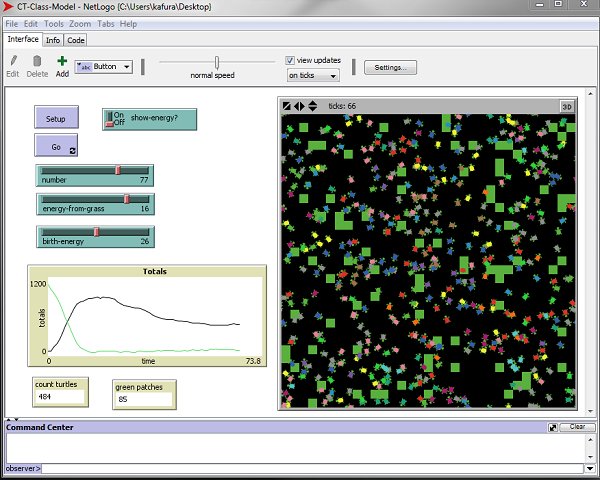 CT-Class-Model - NetLogo {C:\Users\kafura\Desktop}
File Edit Tools Zoom Tabs Help
Interface Info Code
Edit Delete Add abc Button normal speed view updates on ticks Settings...
Setup
On
Off
show-energy?
Go
ticks: 66 3D
number 77
energy-from-grass 16
birth-energy 26
Totals
1200
totals
0
0 time 73.8
count turtles
484
green patches
85
Command Center Clear
observer>